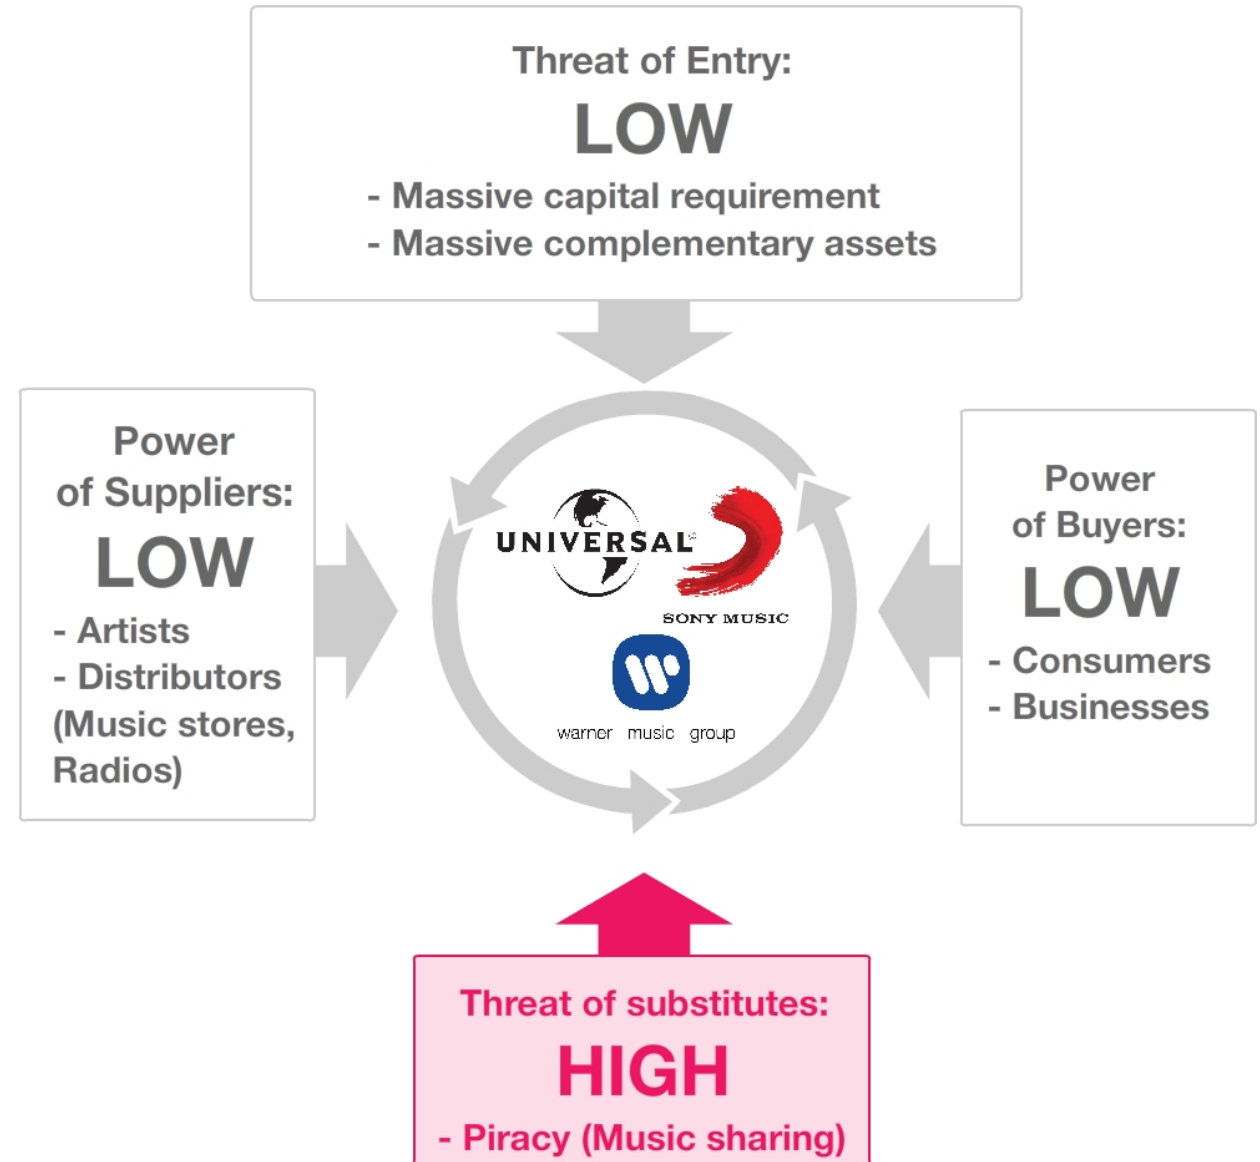 Threat of Entry:
LOW
- Massive capital requirement
- Massive complementary assets
Power
of Suppliers:
LOW
- Artists
- Distributors
(Music stores,
Radios)
UNIVERSAL
SONY MUSIC
warner music group
Power
of Buyers:
LOW
- Consumers
- Businesses
Threat of substitutes:
HIGH
- Piracy (Music sharing)